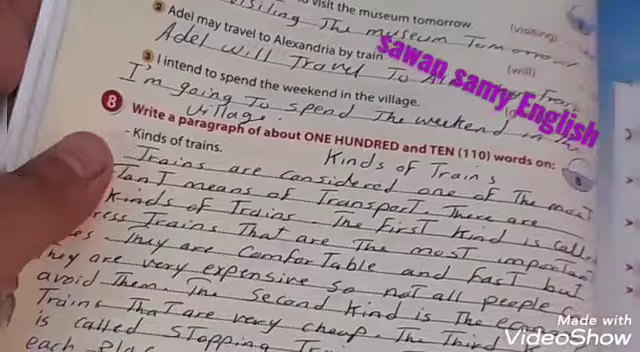 to visit the museum tomorrow. (visiting)
visiting The museum Tomorrow
2 Adel may travel to Alexandria by train (will)
Adel will Travel To Train
3 I intend to spend the weekend in the village.
I'm going To spend The weekend in the
village.
sawan samy English
8 Write a paragraph of about ONE HUNDRED and TEN (110) words on:
- Kinds of trains.
Kinds of Trains
Trains are considered one of The most
means of Transport. There are
Kinds of Trains. The First Kind is called
Trains That are The most important
They are comforTable and Fast but
They are very expensive so not all people
avoid Them. The Second Kind is The
Trains That are very cheap. The Third
is called STopping
each
Made with
VideoShow